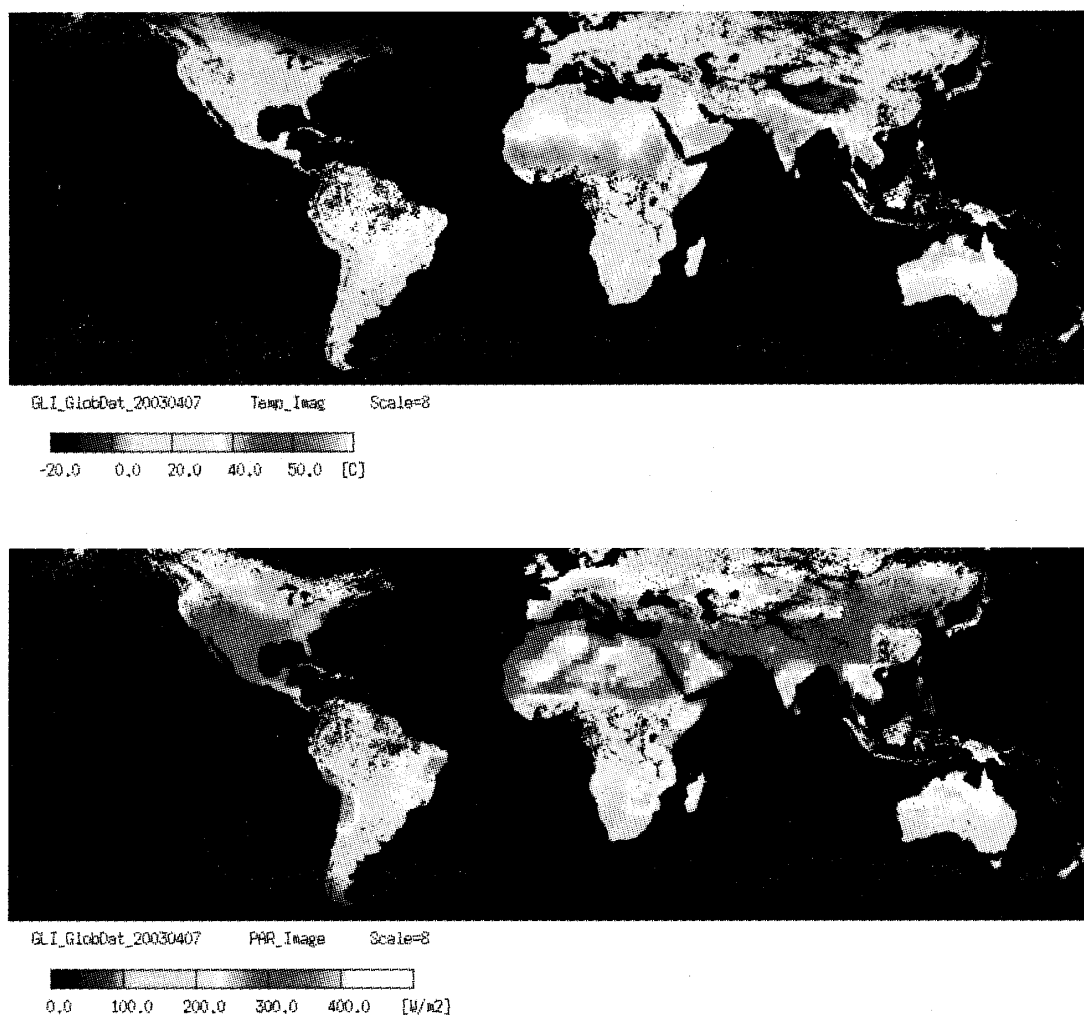 GLI_GlobDat_20030407 Temp_Imag Scale=8
-20.0 0.0 20.0 40.0 50.0 [C]
GLI_GlobDat_20030407 PAR_Image Scale=8
0.0 100.0 200.0 300.0 400.0 [W/m2]